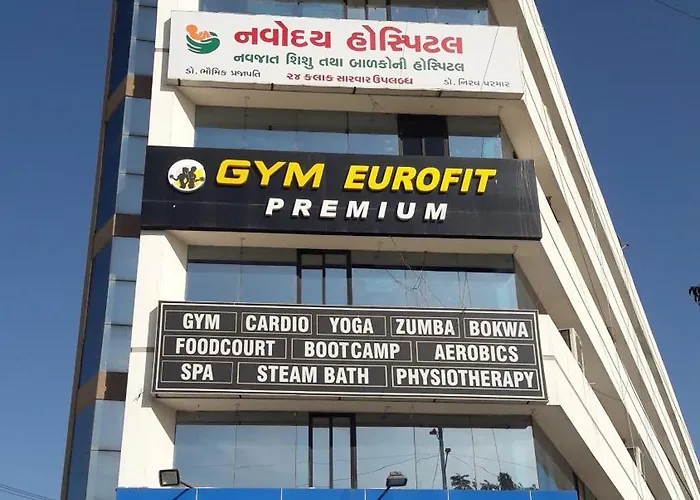 નવોદય હોસ્પિટલ
નવજાત શિશુ તથા બાળકોની હોસ્પિટલ
ડો. ભૌમિક પ્રજાપતિ ૨૪ કલાક સારવાર ઉપલબ્ધ ડો. નિરવ પરમાર
GYM EUROFIT
PREMIUM
GYM CARDIO YOGA ZUMBA BOKWA
FOODCOURT BOOTCAMP AEROBICS
SPA STEAM BATH PHYSIOTHERAPY